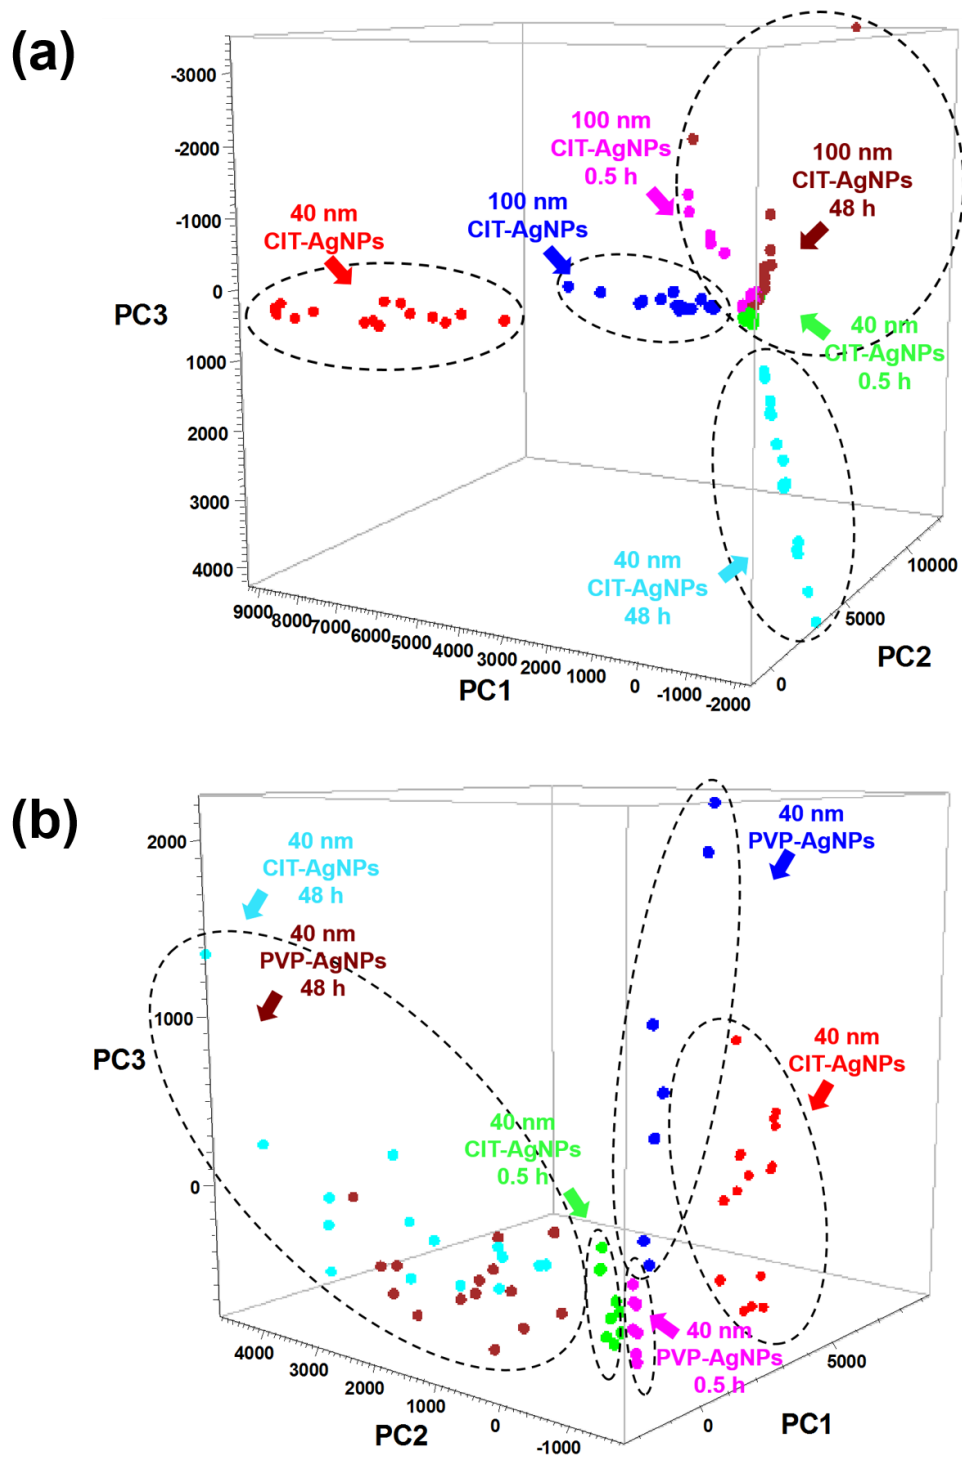 (a)
-3000
-2000
-1000
0
1000
2000
3000
4000
PC3
40 nm
CIT-AgNPs
100 nm
CIT-AgNPs
100 nm
CIT-AgNPs
0.5 h
100 nm
CIT-AgNPs
48 h
40 nm
CIT-AgNPs
0.5 h
40 nm
CIT-AgNPs
48 h
9000
8000
7000
6000
5000
4000
3000
2000
1000
0
-1000
-2000
PC1
0
5000
10000
PC2
(b)
2000
1000
0
PC3
40 nm
CIT-AgNPs
48 h
40 nm
PVP-AgNPs
48 h
40 nm
PVP-AgNPs
40 nm
CIT-AgNPs
40 nm
CIT-AgNPs
0.5 h
40 nm
PVP-AgNPs
0.5 h
4000
3000
2000
1000
0
-1000
PC2
0
5000
PC1